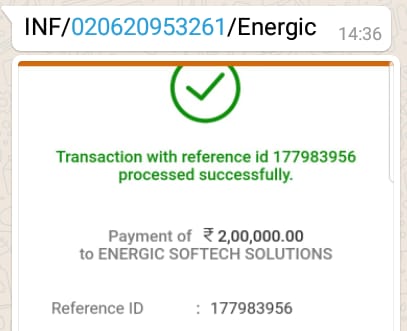 INF/020620953261/Energic
14:36
Transaction with reference id 177983956
processed successfully.
Payment of ₹ 2,00,000.00
to ENERGIC SOFTECH SOLUTIONS
Reference ID : 177983956